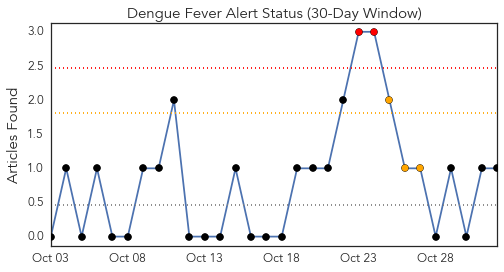 Dengue Fever Alert Status (30-Day Window)
Articles Found
3.0
2.5
2.0
1.5
1.0
0.5
0.0
Oct 03 Oct 08 Oct 13 Oct 18 Oct 23 Oct 28